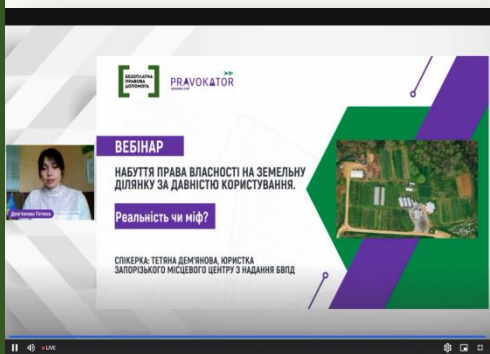 БЕЗОПЛАТНА
ПРАВОВА
ДОПОМОГА
PRAVOKATOR
ВЕБІНАР
НАБУТТЯ ПРАВА ВЛАСНОСТІ НА ЗЕМЕЛЬНУ
ДІЛЯНКУ ЗА ДАВНІСТЮ КОРИСТУВАННЯ.
Реальність чи міф?
Дем'янова Тетяна
СПІКЕРКА: ТЕТЯНА ДЕМ'ЯНОВА, ЮРИСТКА
ЗАПОРІЗЬКОГО МІСЦЕВОГО ЦЕНТРУ З НАДАННЯ БВПД
LIVE